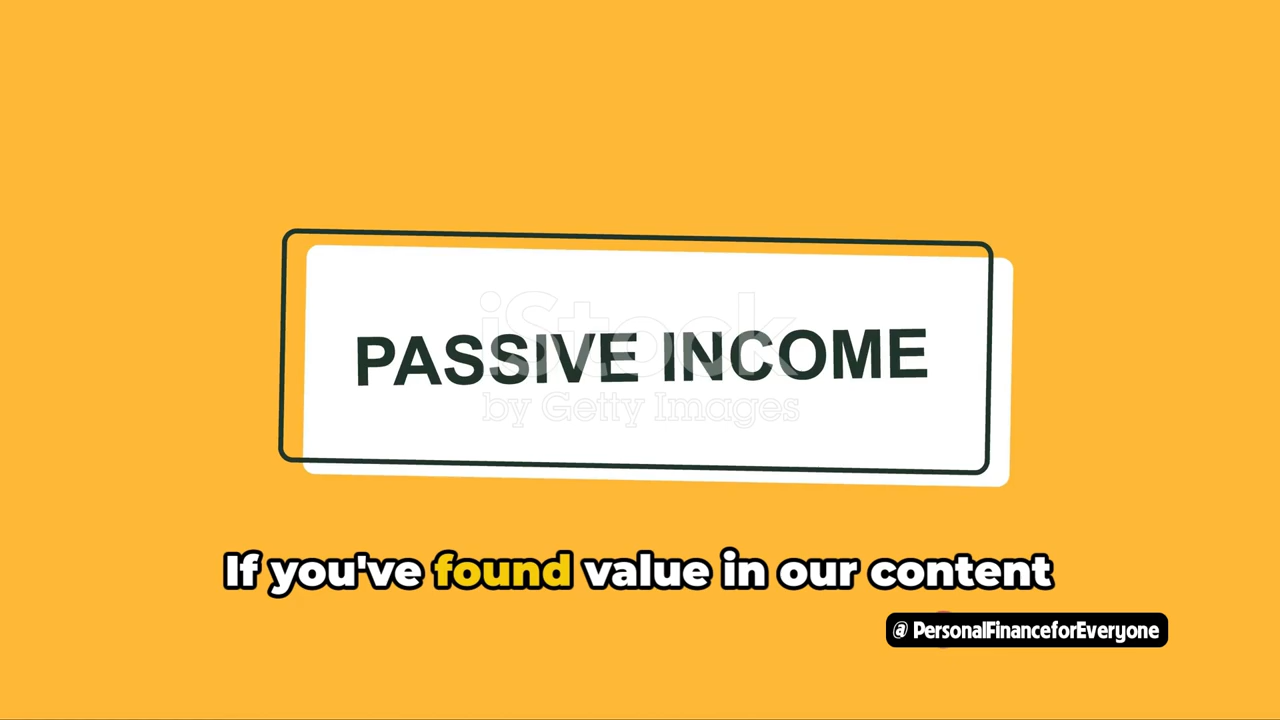 PASSIVE INCOME
iStock
by Getty Images
If you've found value in our content
@ PersonalFinanceforEveryone